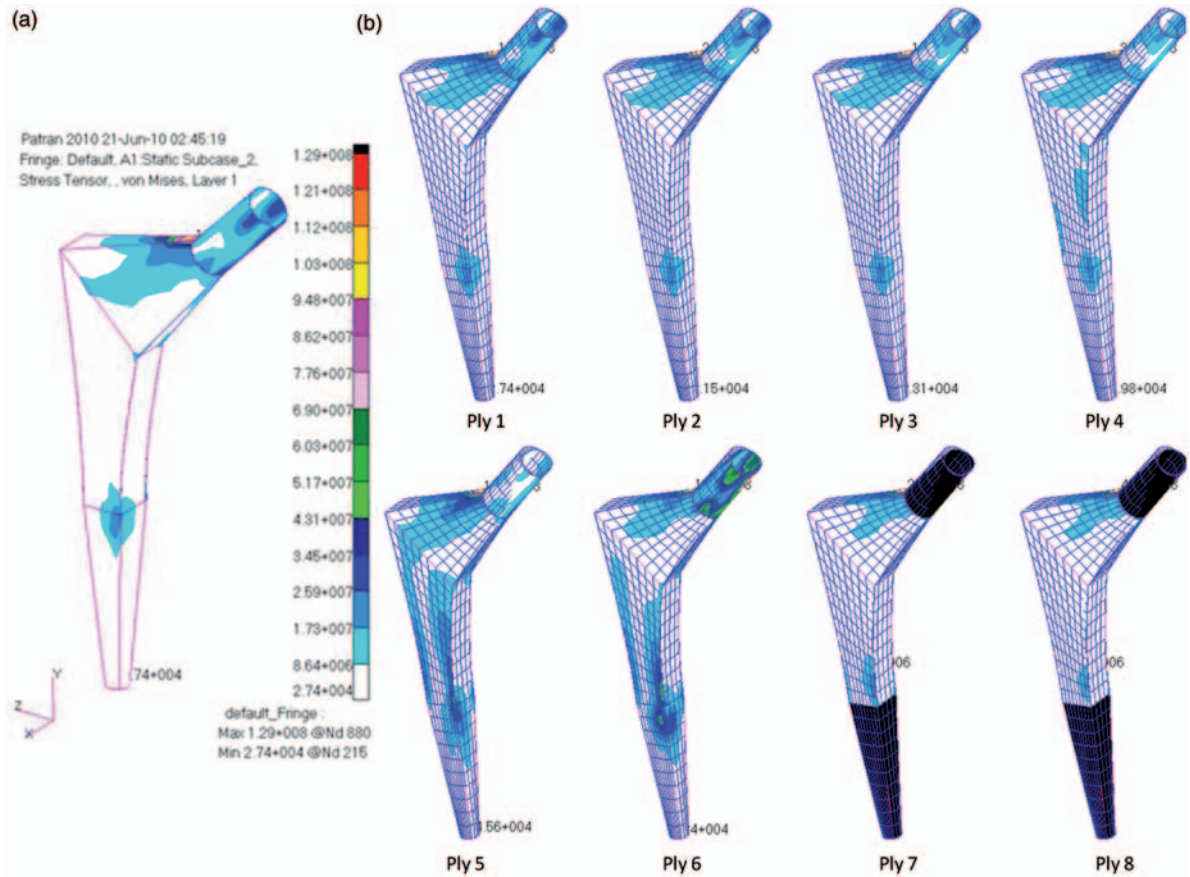 (a)
(b)
Patran 2010 21-Jun-10 02:45:19
Fringe: Default, A1:Static Subcase_2,
Stress Tensor, , von Mises, Layer 1
1.29+008
1.21+008
1.12+008
1.03+008
9.48+007
8.62+007
7.76+007
6.90+007
6.03+007
5.17+007
4.31+007
3.45+007
2.59+007
1.73+007
8.64+006
2.74+004
default_Fringe :
Max 1.29+008 @Nd 880
Min 2.74+004 @Nd 215
.74+004
Y
Z
X
.74+004
.15+004
.31+004
.98+004
Ply 1
Ply 2
Ply 3
Ply 4
.56+004
4+004
006
006
Ply 5
Ply 6
Ply 7
Ply 8